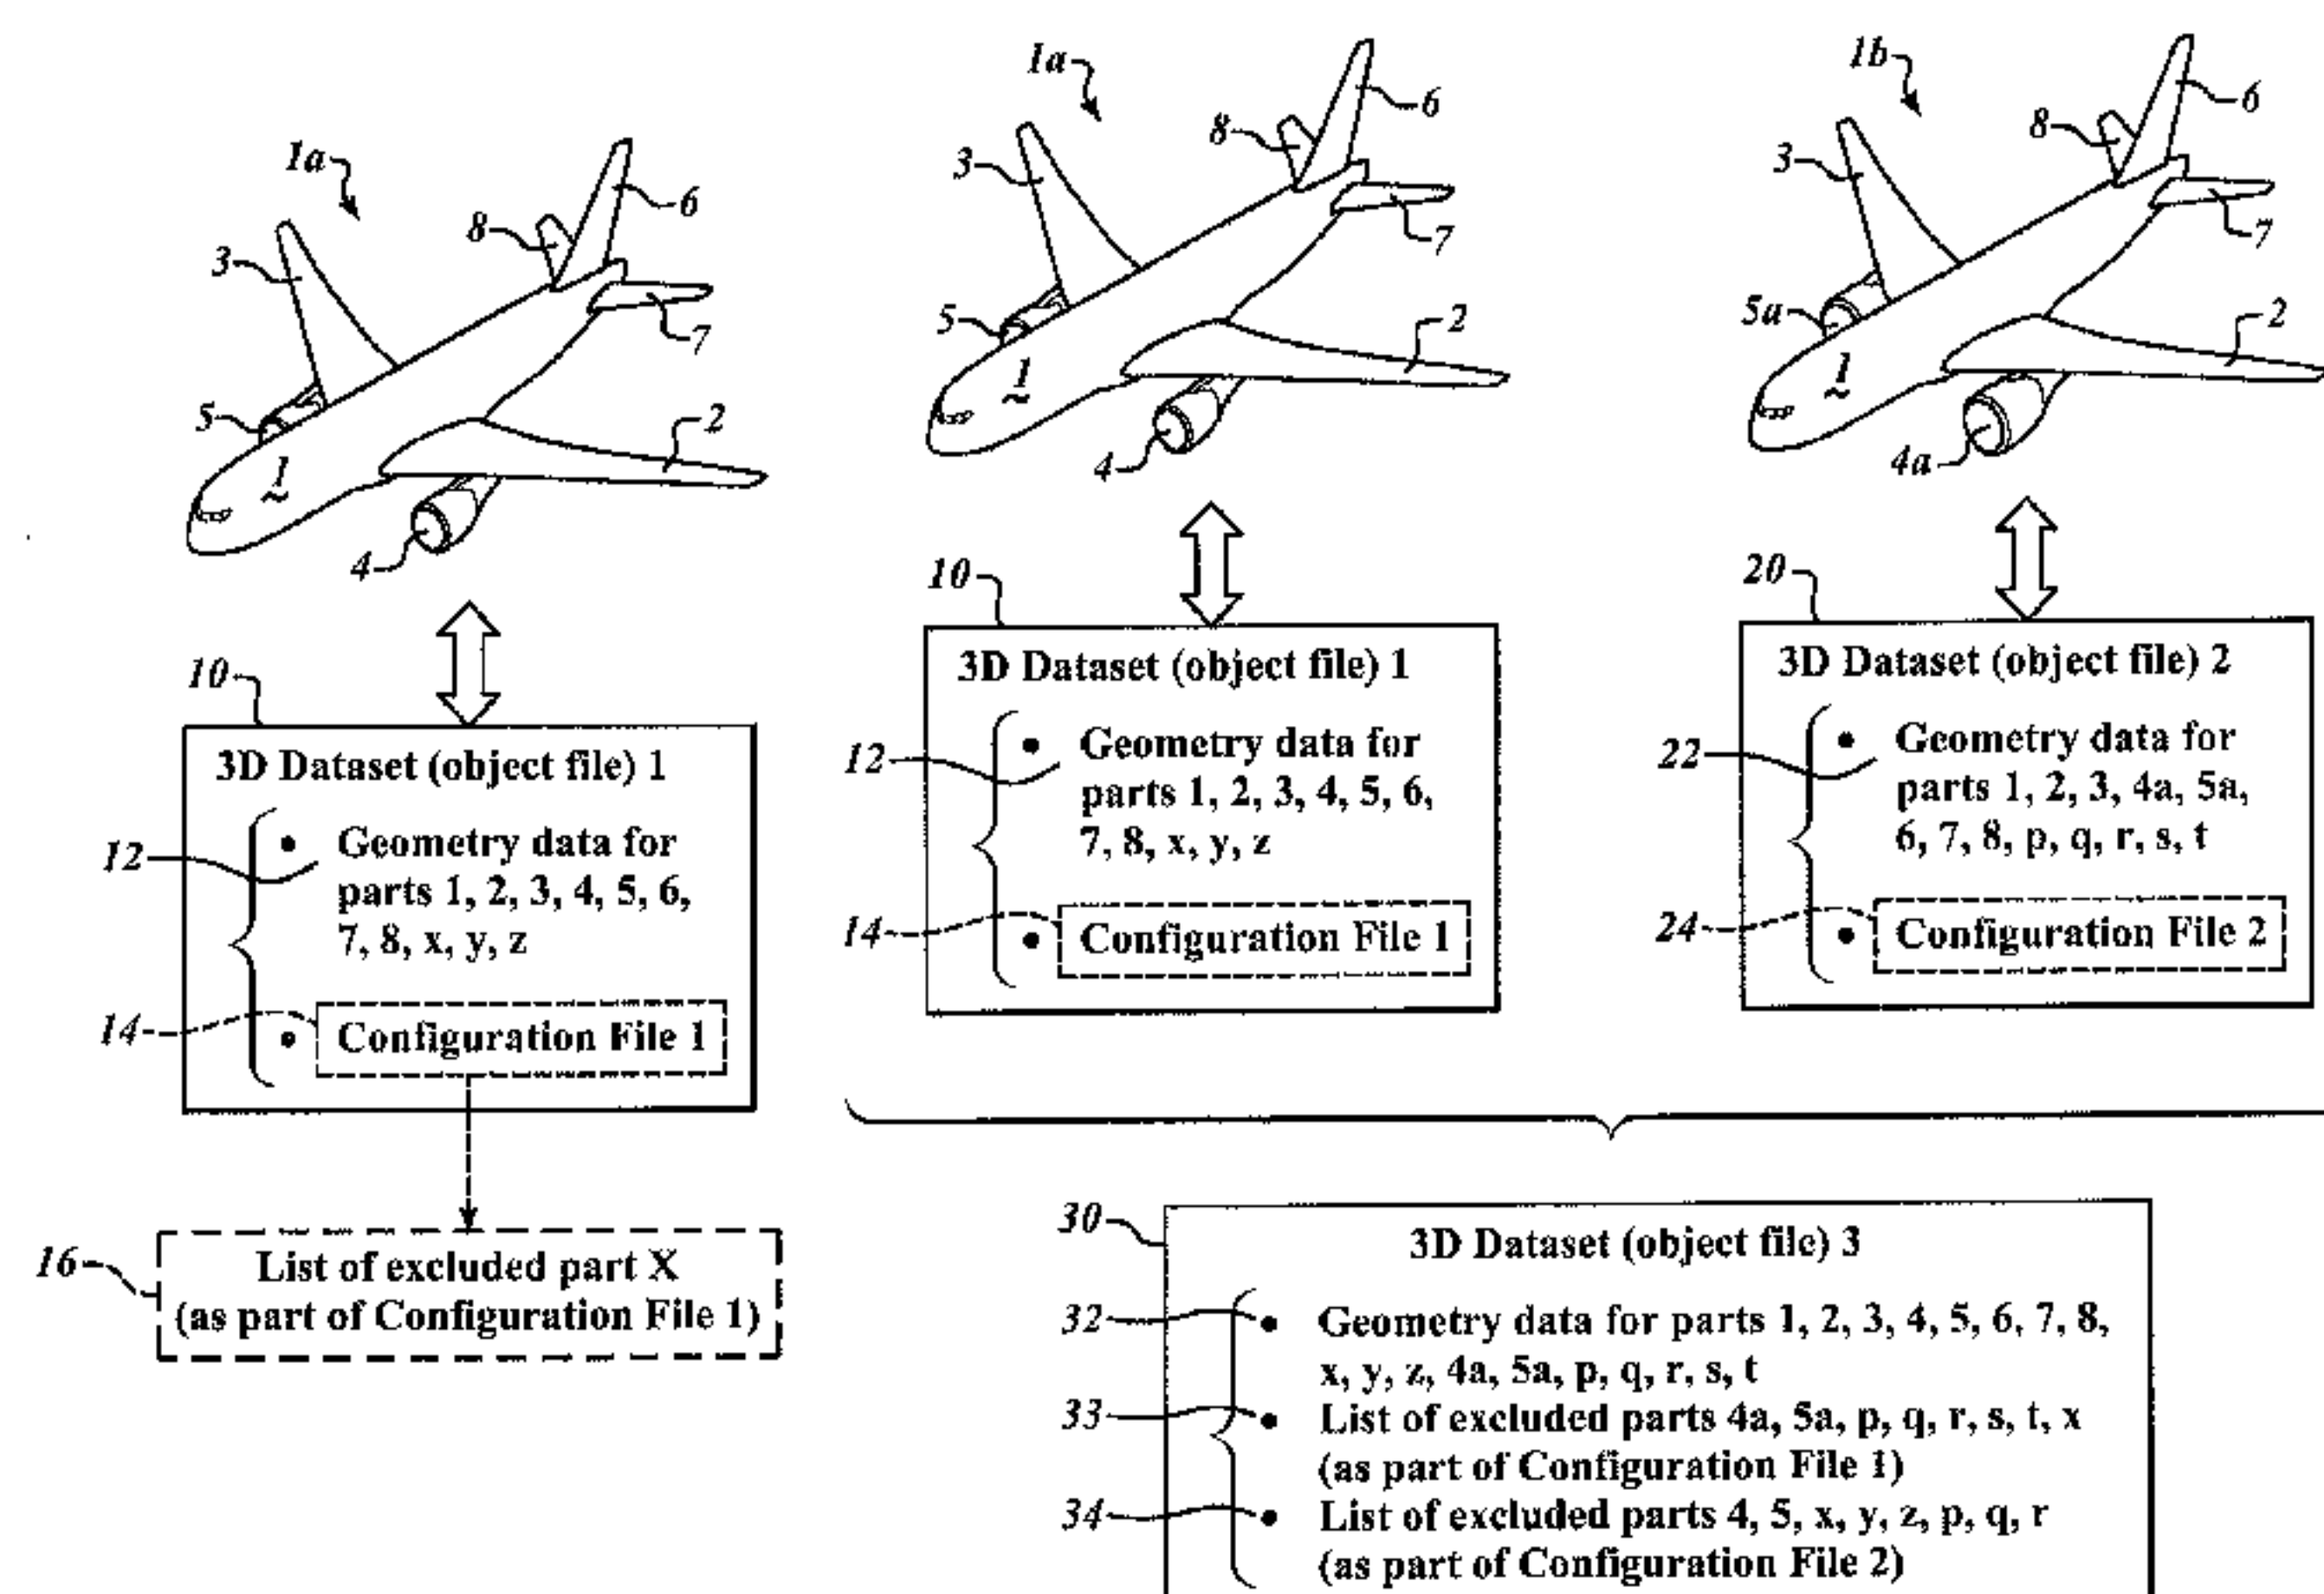 1a
3
8
6
7
5
2
1
4
10
3D Dataset (object file) 1
12
• Geometry data for
parts 1, 2, 3, 4, 5, 6,
7, 8, x, y, z
14
• Configuration File 1
16
List of excluded part X
(as part of Configuration File 1)
1a
3
8
6
7
5
2
1
4
10
3D Dataset (object file) 1
12
• Geometry data for
parts 1, 2, 3, 4, 5, 6,
7, 8, x, y, z
14
• Configuration File 1
1b
3
8
6
7
5a
2
1
4a
20
3D Dataset (object file) 2
22
• Geometry data for
parts 1, 2, 3, 4a, 5a,
6, 7, 8, p, q, r, s, t
24
• Configuration File 2
30
3D Dataset (object file) 3
32
• Geometry data for parts 1, 2, 3, 4, 5, 6, 7, 8,
x, y, z, 4a, 5a, p, q, r, s, t
33
• List of excluded parts 4a, 5a, p, q, r, s, t, x
(as part of Configuration File 1)
34
• List of excluded parts 4, 5, x, y, z, p, q, r
(as part of Configuration File 2)